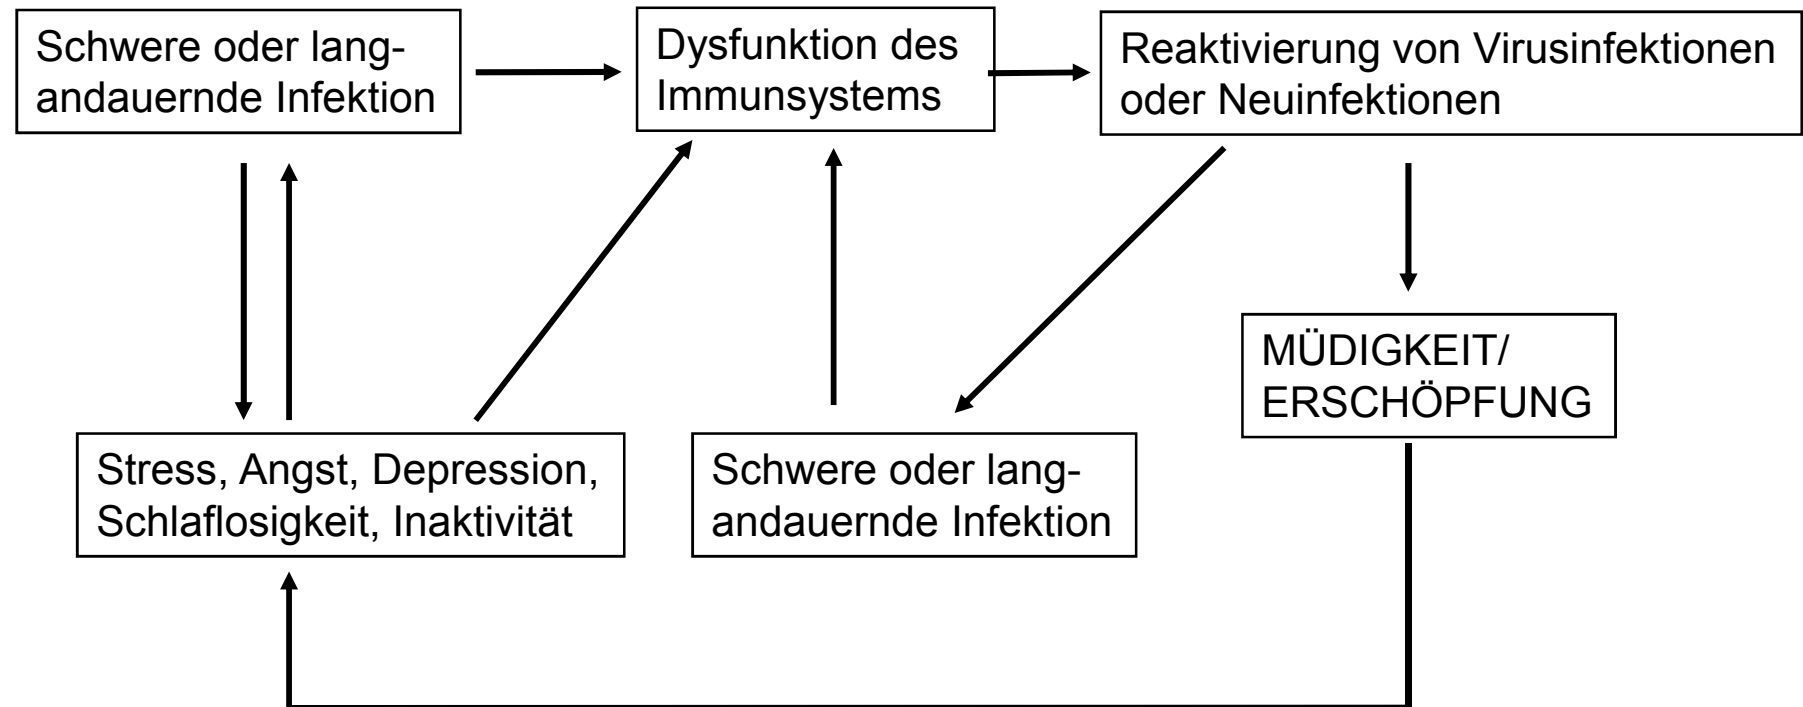 Schwere oder lang-
andauernde Infektion
Dysfunktion des
Immunsystems
Reaktivierung von Virusinfektionen
oder Neuinfektionen
MÜDIGKEIT/
ERSCHÖPFUNG
Stress, Angst, Depression,
Schlaflosigkeit, Inaktivität
Schwere oder lang-
andauernde Infektion